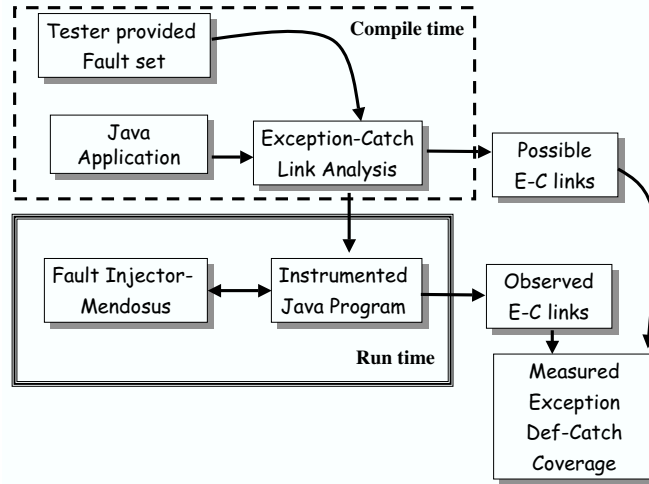 Tester provided
Fault set
Compile time
Java
Application
Exception-Catch
Link Analysis
Possible
E-C links
Fault Injector-
Mendosus
Instrumented
Java Program
Observed
E-C links
Run time
Measured
Exception
Def-Catch
Coverage